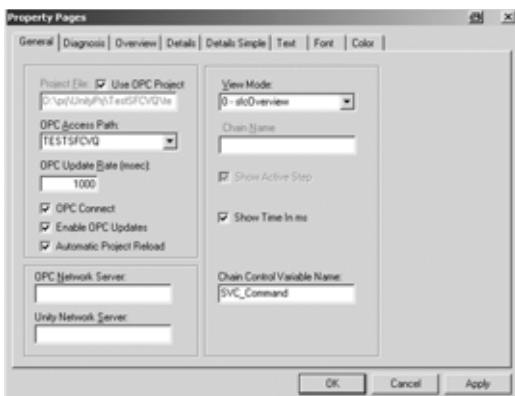 Property Pages
General Diagnosis Overview Details Details Simple Text Font Color
Project File: Use OPC Project
D:\prj\UnityPrj\TestSFCVQ\te
OPC Access Path:
TESTSFCVQ
OPC Update Rate (msec):
1000
OPC Connect
Enable OPC Updates
Automatic Project Reload
OPC Network Server:
Unity Network Server:
View Mode:
0 - sfcOverview
Chain Name
Show Active Step
Show Time In ms
Chain Control Variable Name:
SVC_Command
OK Cancel Apply